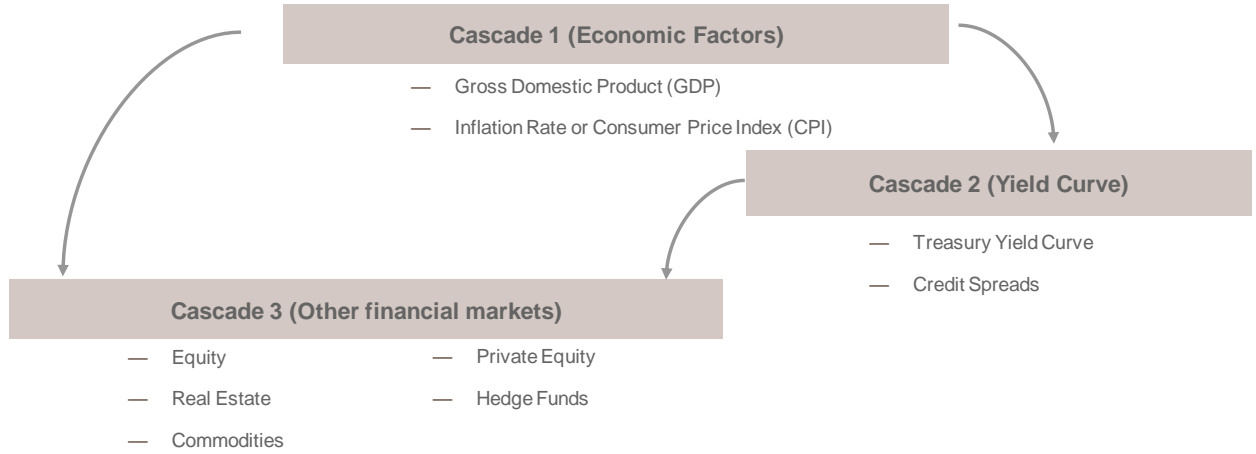 Cascade 1 (Economic Factors)
— Gross Domestic Product (GDP)
— Inflation Rate or Consumer Price Index (CPI)
Cascade 2 (Yield Curve)
— Treasury Yield Curve
— Credit Spreads
Cascade 3 (Other financial markets)
— Equity
— Real Estate
— Commodities
— Private Equity
— Hedge Funds